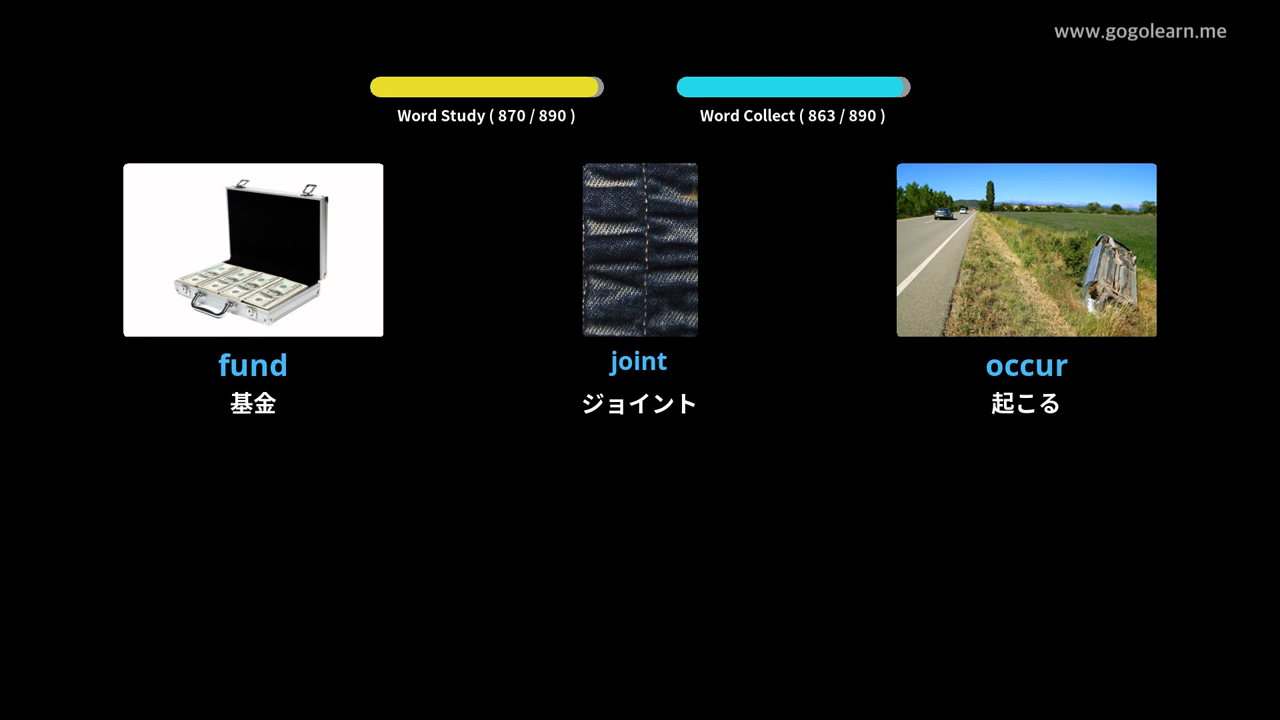 www.gogolearn.me
Word Study ( 870 / 890 )
Word Collect ( 863 / 890 )
fund
基金
joint
ジョイント
occur
起こる